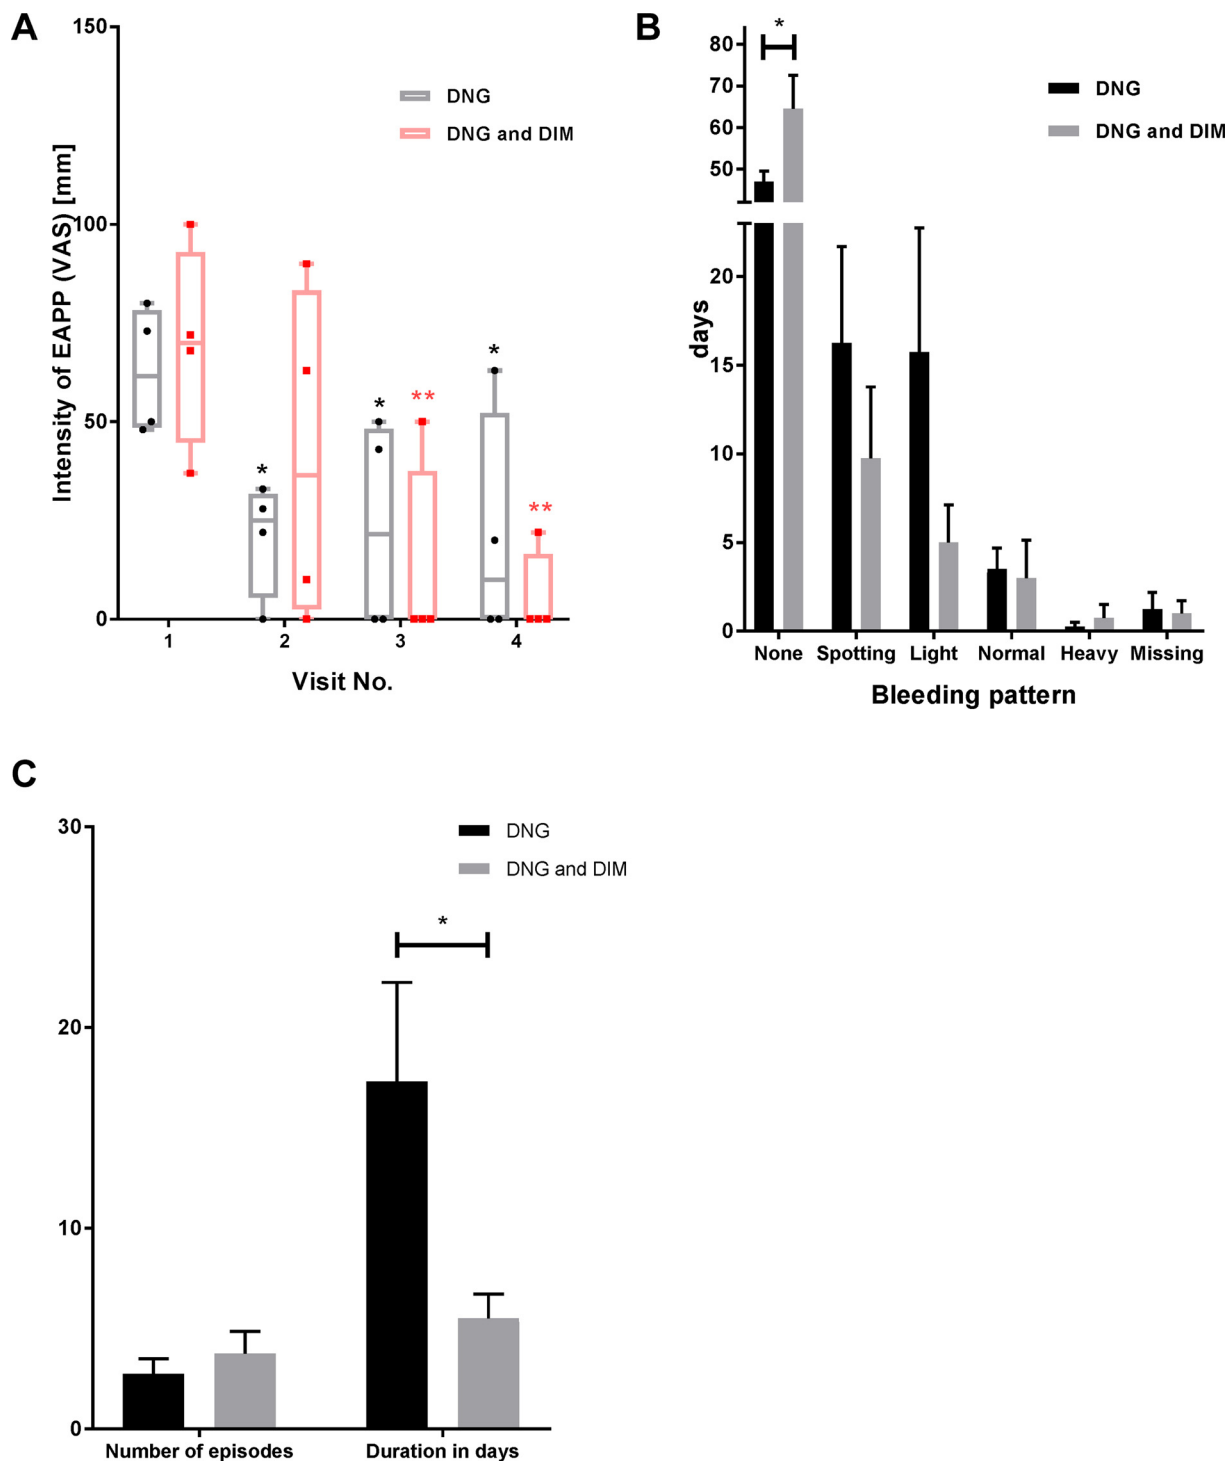 A
150
100
50
0
Intensity of EAPP (VAS) [mm]
DNG
DNG and DIM
*
*
**
*
**
1 2 3 4
Visit No.
B
80
70
60
50
20
15
10
5
0
days
*
DNG
DNG and DIM
None Spotting Light Normal Heavy Missing
Bleeding pattern
C
30
20
10
0
DNG
DNG and DIM
*
Number of episodes Duration in days